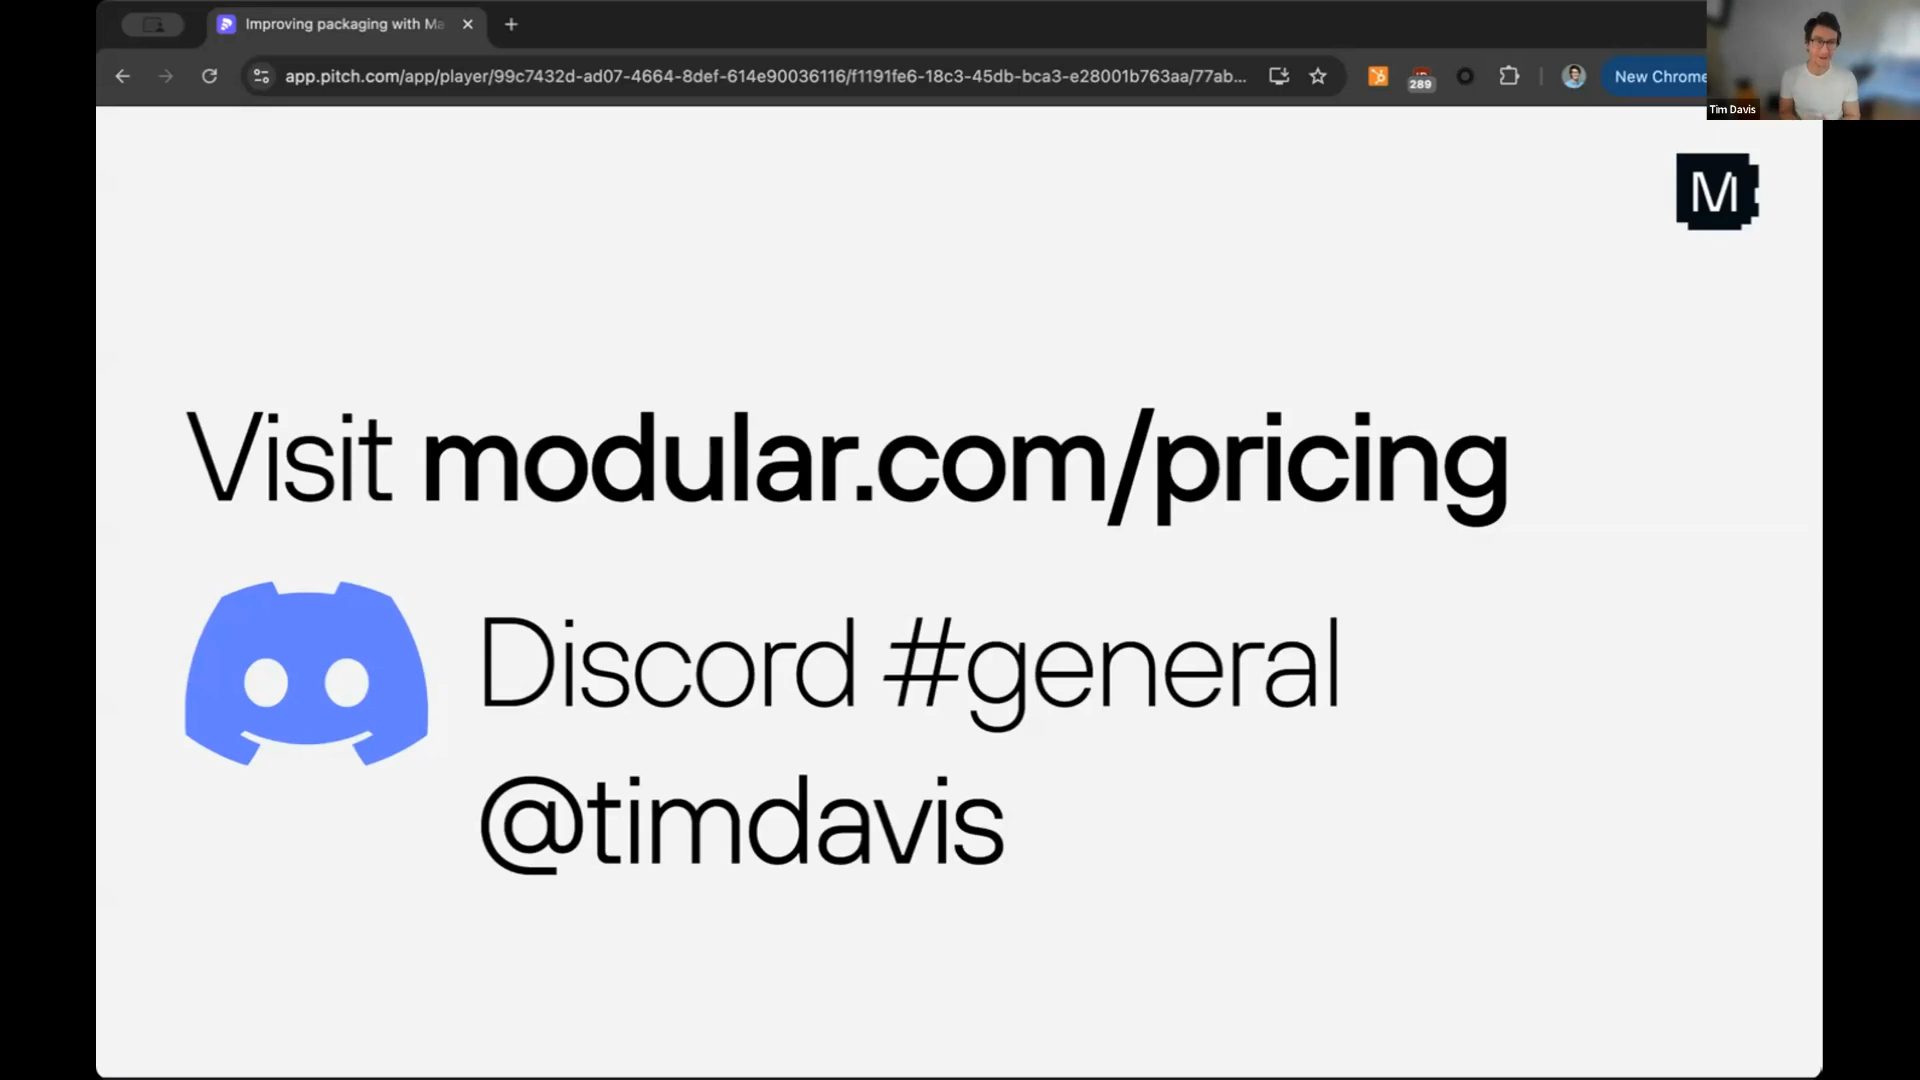 Improving packaging with Ma
app.pitch.com/app/player/99c7432d-ad07-4664-8def-614e90036116/f1191fe6-18c3-45db-bca3-e28001b763aa/77ab...
289
New Chrome
Tim Davis
M
Visit modular.com/pricing
Discord #general
@timdavis